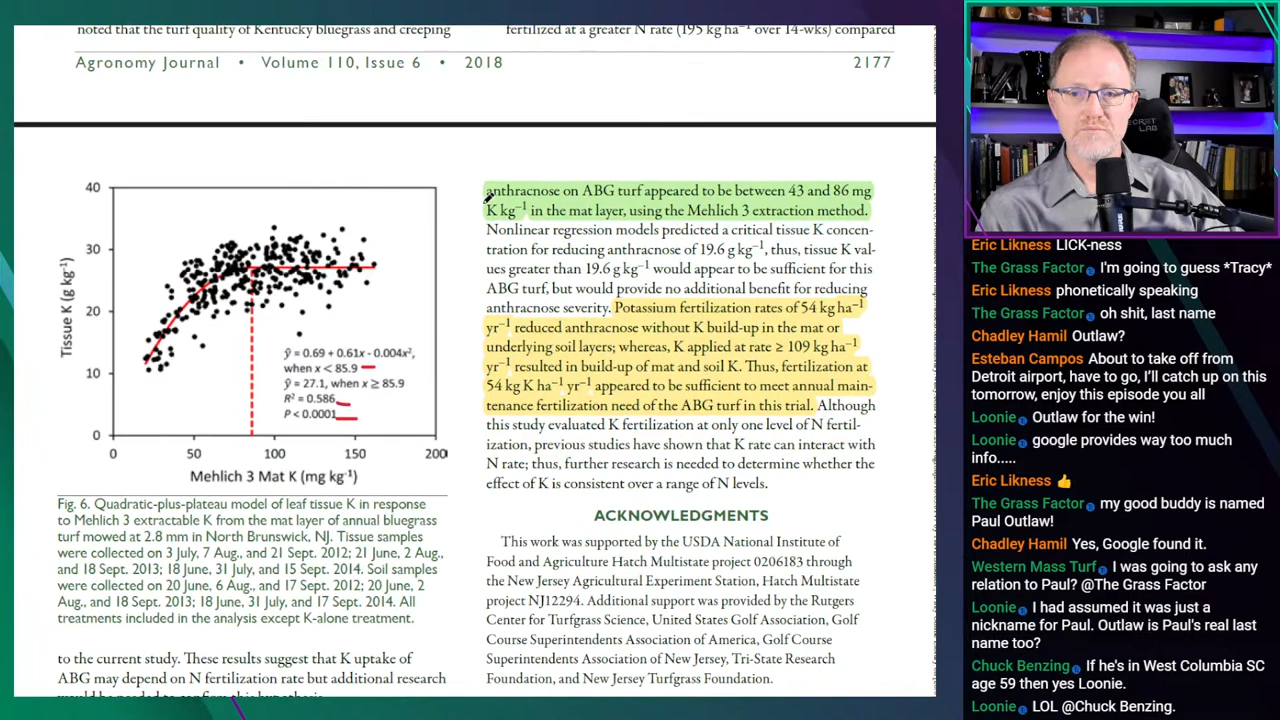 noted that the turf quality of Kentucky bluegrass and creeping
fertilized at a greater N rate (195 kg ha−1 over 14-wks) compared
Agronomy Journal • Volume 110, Issue 6 • 2018
2177
40
30
20
10
0
0
50
100
150
200
Tissue K (g kg-1)
Mehlich 3 Mat K (mg kg-1)
ŷ = 0.69 + 0.61x - 0.004x²,
when x < 85.9
ŷ = 27.1, when x ≥ 85.9
R² = 0.586
P < 0.0001
Fig. 6. Quadratic-plus-plateau model of leaf tissue K in response
to Mehlich 3 extractable K from the mat layer of annual bluegrass
turf mowed at 2.8 mm in North Brunswick, NJ. Tissue samples
were collected on 3 July, 7 Aug., and 21 Sept. 2012; 21 June, 2 Aug.,
and 18 Sept. 2013; 18 June, 31 July, and 15 Sept. 2014. Soil samples
were collected on 20 June, 6 Aug., and 17 Sept. 2012; 20 June, 2
Aug., and 18 Sept. 2013; 18 June, 31 July, and 17 Sept. 2014. All
treatments included in the analysis except K-alone treatment.
to the current study. These results suggest that K uptake of
ABG may depend on N fertilization rate but additional research
would be needed to confirm this hypothesis.
anthracnose on ABG turf appeared to be between 43 and 86 mg
K kg−1 in the mat layer, using the Mehlich 3 extraction method.
Nonlinear regression models predicted a critical tissue K concen-
tration for reducing anthracnose of 19.6 g kg−1, thus, tissue K val-
ues greater than 19.6 g kg−1 would appear to be sufficient for this
ABG turf, but would provide no additional benefit for reducing
anthracnose severity. Potassium fertilization rates of 54 kg ha−1
yr−1 reduced anthracnose without K build-up in the mat or
underlying soil layers; whereas, K applied at rate ≥ 109 kg ha−1
yr−1 resulted in build-up of mat and soil K. Thus, fertilization at
54 kg K ha−1 yr−1 appeared to be sufficient to meet annual main-
tenance fertilization need of the ABG turf in this trial. Although
this study evaluated K fertilization at only one level of N fertil-
ization, previous studies have shown that K rate can interact with
N rate; thus, further research is needed to determine whether the
effect of K is consistent over a range of N levels.
ACKNOWLEDGMENTS
This work was supported by the USDA National Institute of
Food and Agriculture Hatch Multistate project 0206183 through
the New Jersey Agricultural Experiment Station, Hatch Multistate
project NJ12294. Additional support was provided by the Rutgers
Center for Turfgrass Science, United States Golf Association, Golf
Course Superintendents Association of America, Golf Course
Superintendents Association of New Jersey, Tri-State Research
Foundation, and New Jersey Turfgrass Foundation.
SECRET
LAB
Eric Likness LICK-ness
The Grass Factor I'm going to guess *Tracy*
Eric Likness phonetically speaking
The Grass Factor oh shit, last name
Chadley Hamil Outlaw?
Esteban Campos About to take off from
Detroit airport, have to go, I'll catch up on this
tomorrow, enjoy this episode you all
Loonie Outlaw for the win!
Loonie google provides way too much
info.....
Eric Likness 👍
The Grass Factor my good buddy is named
Paul Outlaw!
Chadley Hamil Yes, Google found it.
Western Mass Turf I was going to ask any
relation to Paul? @The Grass Factor
Loonie I had assumed it was just a
nickname for Paul. Outlaw is Paul's real last
name too?
Chuck Benzing If he's in West Columbia SC
age 59 then yes Loonie.
Loonie LOL @Chuck Benzing.